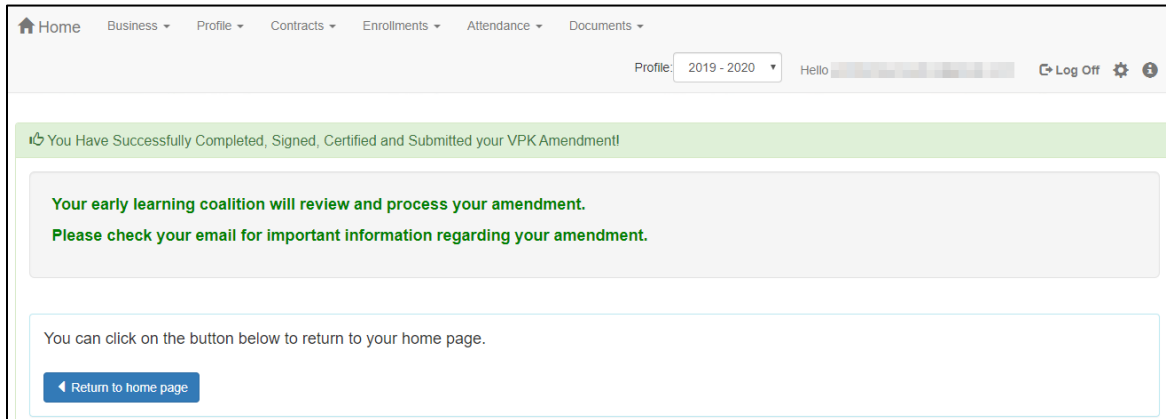 Home Business Profile Contracts Enrollments Attendance Documents
Profile: 2019 - 2020 Hello Log Off
You Have Successfully Completed, Signed, Certified and Submitted your VPK Amendment!
Your early learning coalition will review and process your amendment.
Please check your email for important information regarding your amendment.
You can click on the button below to return to your home page.
Return to home page